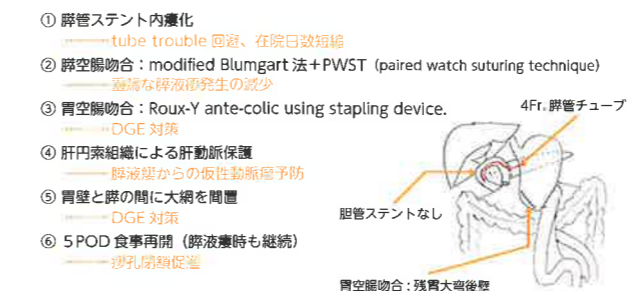 ① 膵管ステント内瘻化
tube trouble 回避、在院日数短縮
② 膵空腸吻合：modified Blumgart 法＋PWST（paired watch suturing technique）
重篤な膵液瘻発生の減少
③ 胃空腸吻合：Roux-Y ante-colic using stapling device.
DGE 対策
4Fr. 膵管チューブ
④ 肝円索組織による肝動脈保護
膵液瘻からの仮性動脈瘤予防
⑤ 胃壁と膵の間に大網を間置
DGE 対策
胆管ステントなし
⑥ 5POD 食事再開（膵液瘻時も継続）
瘻孔閉鎖促進
胃空腸吻合：残胃大弯後壁